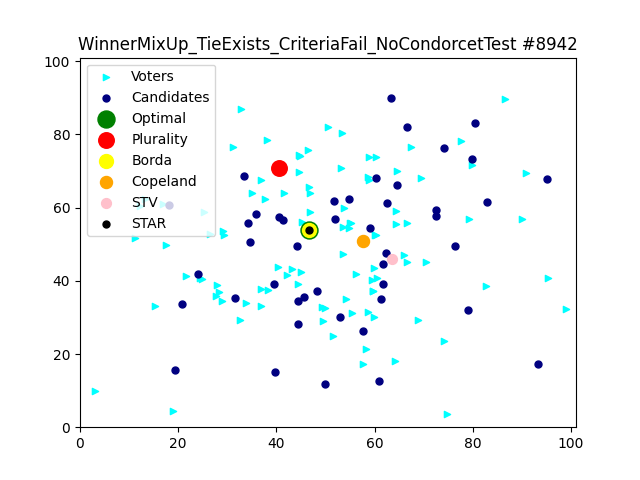 WinnerMixUp_TieExists_CriteriaFail_NoCondorcetTest #8942
100
80
60
40
20
0
Voters
Candidates
Optimal
Plurality
Borda
Copeland
STV
STAR
0 20 40 60 80 100